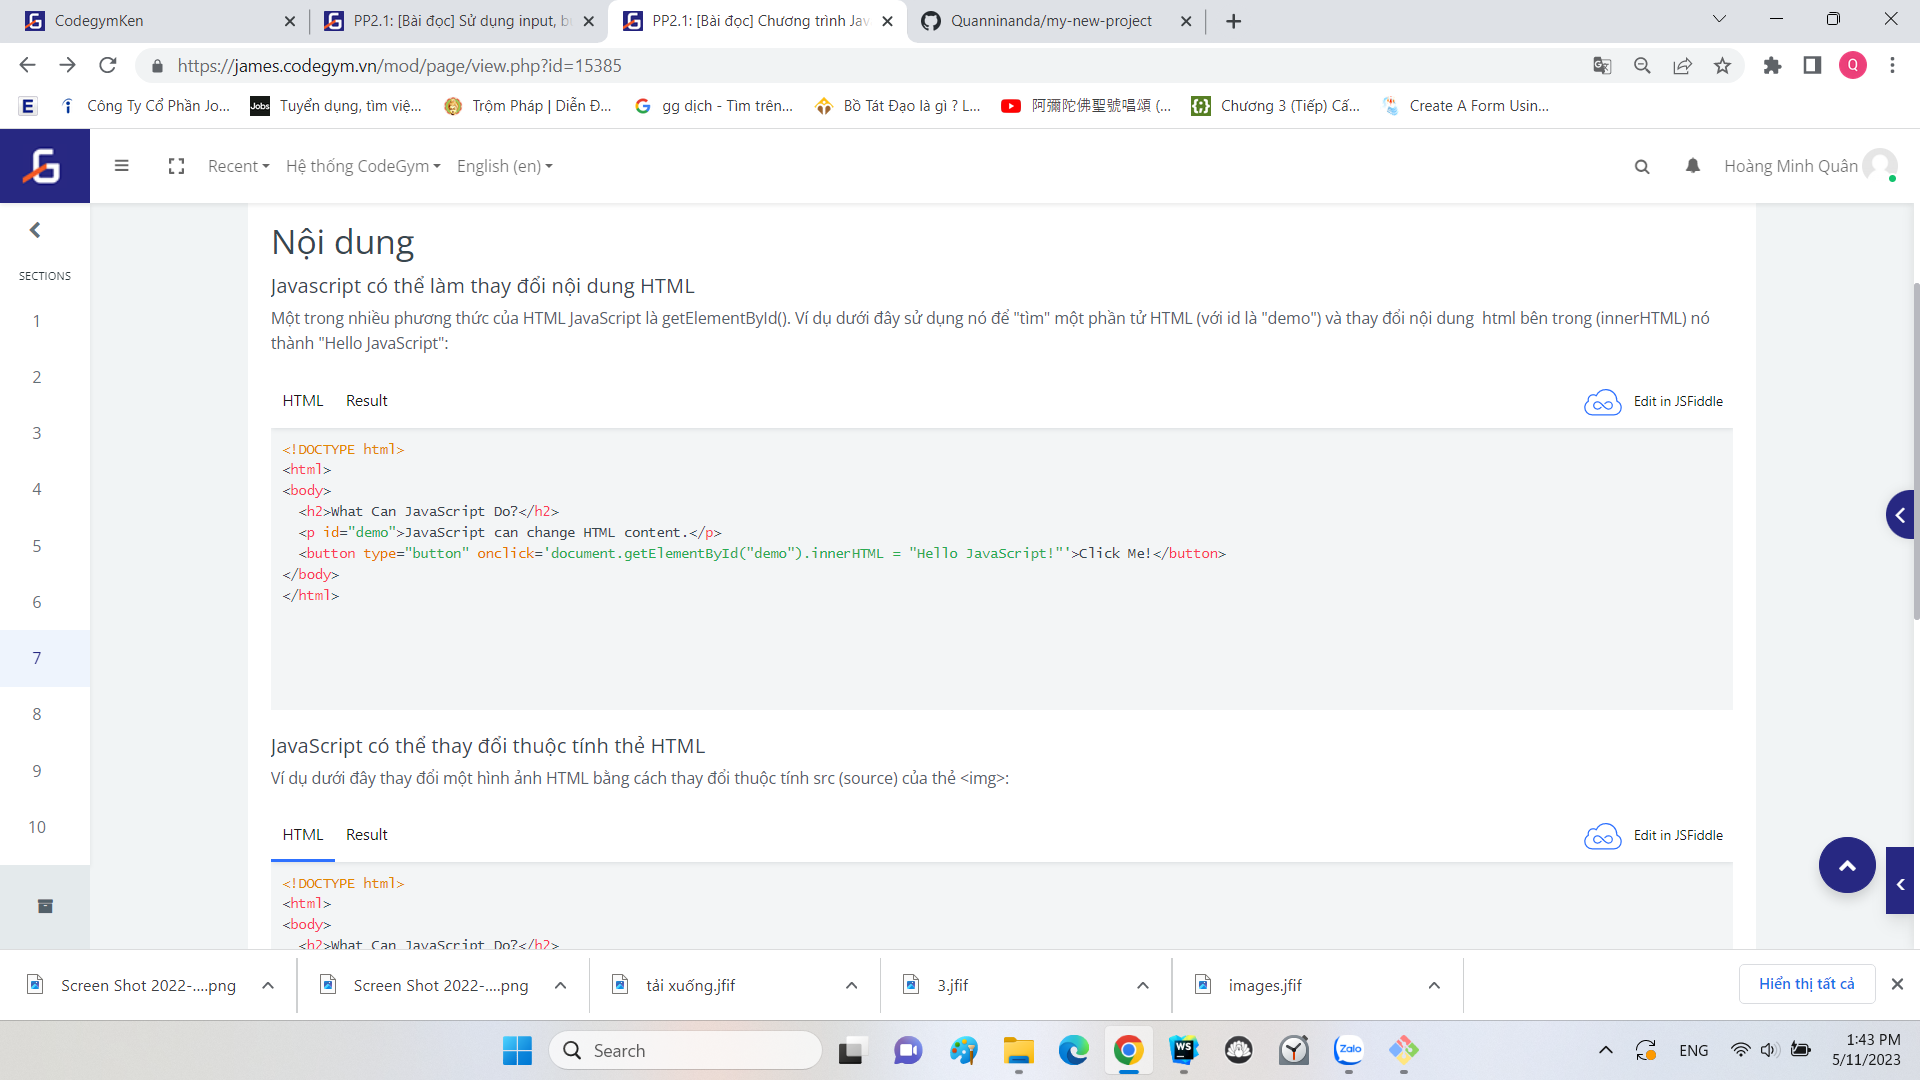 CodegymKen
PP2.1: [Bài đọc] Sử dụng input, b
PP2.1: [Bài đọc] Chương trình Jav
Quanninanda/my-new-project
https://james.codegym.vn/mod/page/view.php?id=15385
Q
E
Công Ty Cổ Phần Jo...
Jobs
Tuyển dụng, tìm việ...
Trộm Pháp | Diễn Đ...
gg dịch - Tìm trên...
Bồ Tát Đạo là gì ? L...
阿彌陀佛聖號唱頌 (...
Chương 3 (Tiếp) Cấ...
Create A Form Usin...
Recent
Hệ thống CodeGym
English (en)
Hoàng Minh Quân
SECTIONS
1
2
3
4
5
6
7
8
9
10
Nội dung
Javascript có thể làm thay đổi nội dung HTML
Một trong nhiều phương thức của HTML JavaScript là getElementById(). Ví dụ dưới đây sử dụng nó để "tìm" một phần tử HTML (với id là "demo") và thay đổi nội dung html bên trong (innerHTML) nó
thành "Hello JavaScript":
HTML
Result
Edit in JSFiddle
<!DOCTYPE html>
<html>
<body>
<h2>What Can JavaScript Do?</h2>
<p id="demo">JavaScript can change HTML content.</p>
<button type="button" onclick='document.getElementById("demo").innerHTML = "Hello JavaScript!"'>Click Me!</button>
</body>
</html>
JavaScript có thể thay đổi thuộc tính thẻ HTML
Ví dụ dưới đây thay đổi một hình ảnh HTML bằng cách thay đổi thuộc tính src (source) của thẻ <img>:
HTML
Result
Edit in JSFiddle
<!DOCTYPE html>
<html>
<body>
<h2>What Can JavaScript Do?</h2>
Screen Shot 2022-....png
Screen Shot 2022-....png
tải xuống.jfif
3.jfif
images.jfif
Hiển thị tất cả
Search
WS
Zalo
ENG
1:43 PM
5/11/2023